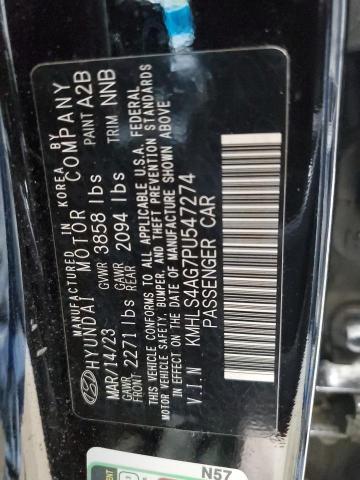 MANUFACTURED IN KOREA BY
HYUNDAI MOTOR COMPANY
MAR/14/23 GVWR 3858 lbs PAINT A2B
GAWR FRONT 2271 lbs GAWR REAR 2094 lbs TRIM NNB
THIS VEHICLE CONFORMS TO ALL APPLICABLE U.S.A. FEDERAL
MOTOR VEHICLE SAFETY, BUMPER, AND THEFT PREVENTION STANDARDS
IN EFFECT ON THE DATE OF MANUFACTURE SHOWN ABOVE
V.I.N KMHLS4AG7PU547274
PASSENGER CAR
N57